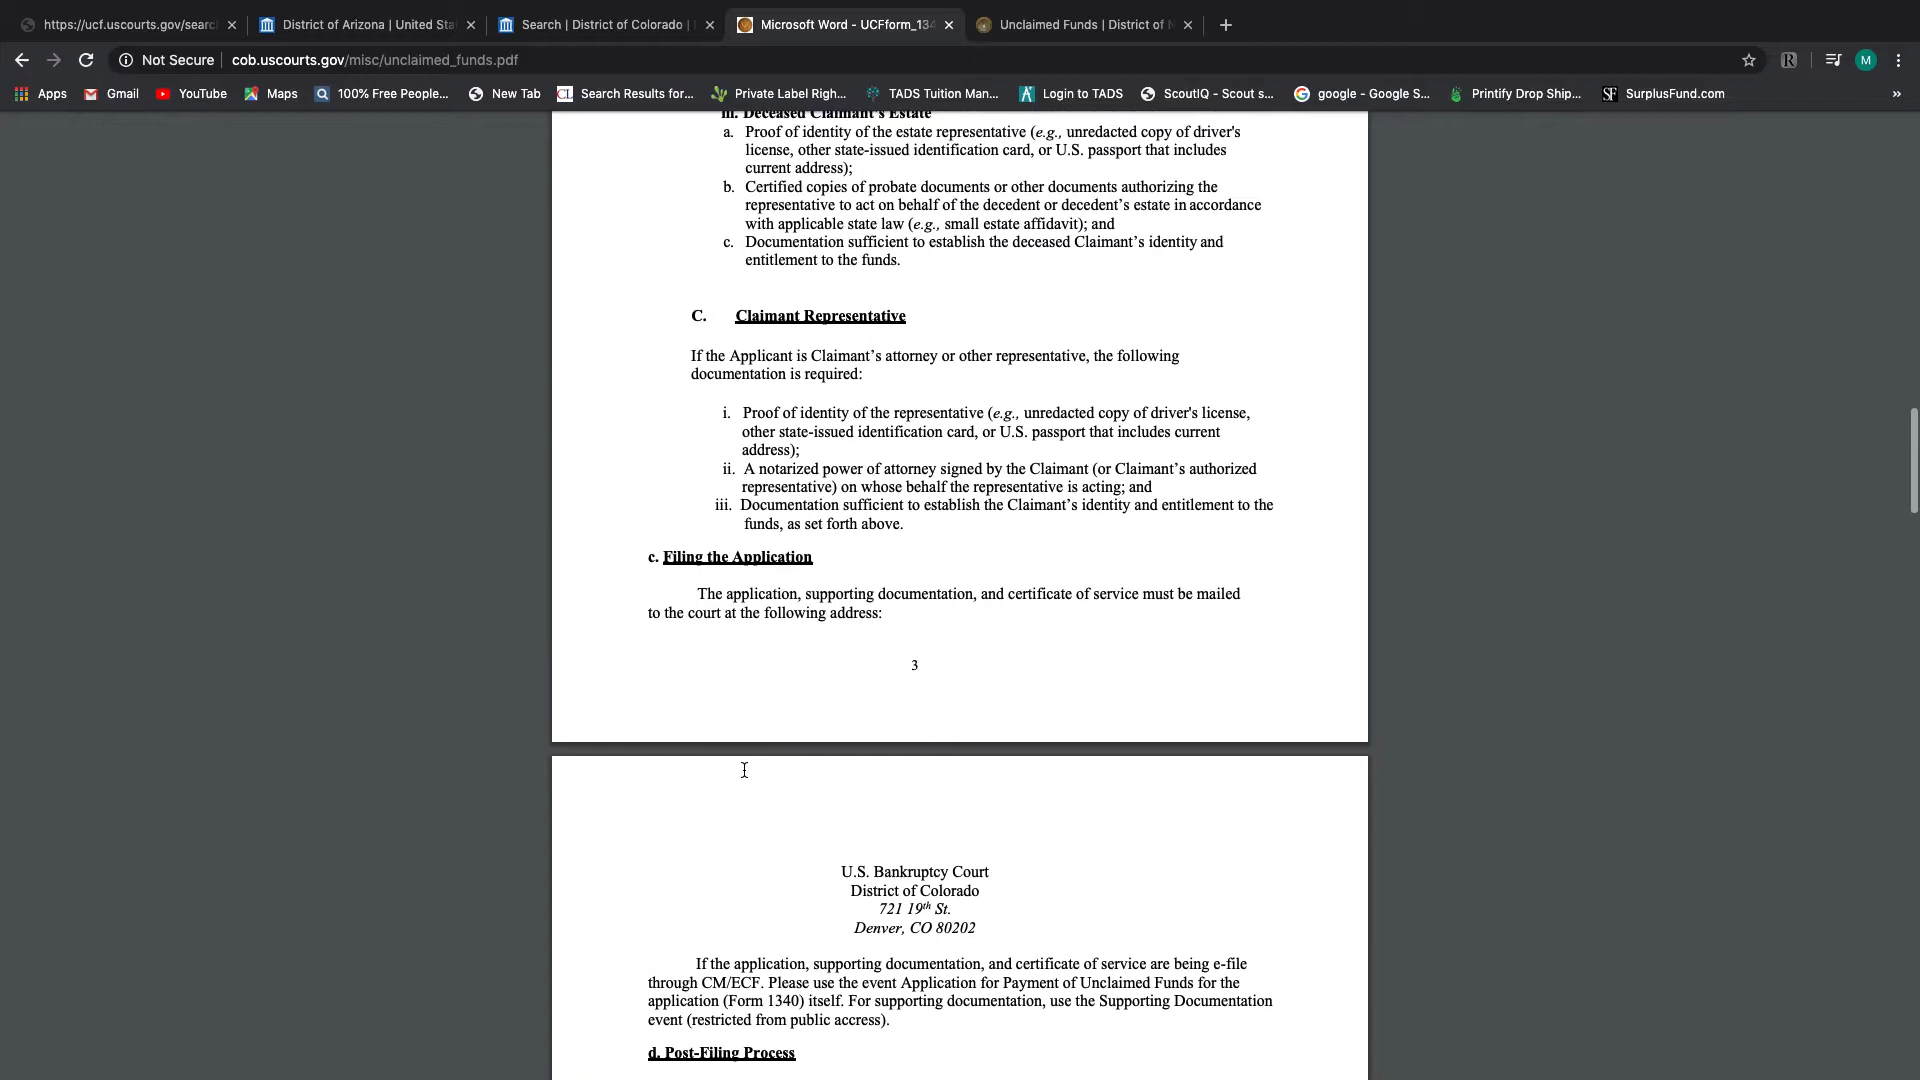 https://ucf.uscourts.gov/searc
District of Arizona | United Sta
Search | District of Colorado |
Microsoft Word - UCFform_134
Unclaimed Funds | District of N
Not Secure
cob.uscourts.gov/misc/unclaimed_funds.pdf
M
Apps
Gmail
YouTube
Maps
100% Free People...
New Tab
CL
Search Results for...
Private Label Righ...
TADS Tuition Man...
Login to TADS
ScoutIQ - Scout s...
google - Google S...
Printify Drop Ship...
SF
SurplusFund.com
»
iii. Deceased Claimant's Estate
a. Proof of identity of the estate representative (e.g., unredacted copy of driver's
license, other state-issued identification card, or U.S. passport that includes
current address);
b. Certified copies of probate documents or other documents authorizing the
representative to act on behalf of the decedent or decedent’s estate in accordance
with applicable state law (e.g., small estate affidavit); and
c. Documentation sufficient to establish the deceased Claimant’s identity and
entitlement to the funds.
C. Claimant Representative
If the Applicant is Claimant’s attorney or other representative, the following
documentation is required:
i. Proof of identity of the representative (e.g., unredacted copy of driver's license,
other state-issued identification card, or U.S. passport that includes current
address);
ii. A notarized power of attorney signed by the Claimant (or Claimant’s authorized
representative) on whose behalf the representative is acting; and
iii. Documentation sufficient to establish the Claimant’s identity and entitlement to the
funds, as set forth above.
c. Filing the Application
The application, supporting documentation, and certificate of service must be mailed
to the court at the following address:
3
U.S. Bankruptcy Court
District of Colorado
721 19th St.
Denver, CO 80202
If the application, supporting documentation, and certificate of service are being e-file
through CM/ECF. Please use the event Application for Payment of Unclaimed Funds for the
application (Form 1340) itself. For supporting documentation, use the Supporting Documentation
event (restricted from public accress).
d. Post-Filing Process